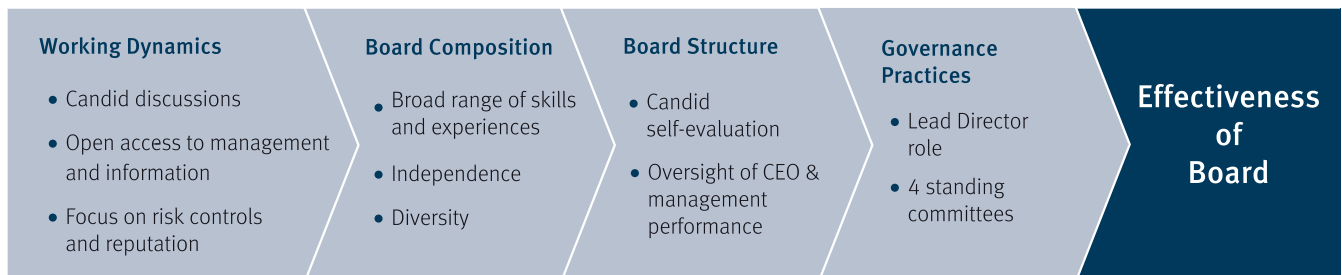 Working Dynamics
• Candid discussions
• Open access to management
and information
• Focus on risk controls
and reputation
Board Composition
• Broad range of skills
and experiences
• Independence
• Diversity
Board Structure
• Candid
self-evaluation
• Oversight of CEO &
management
performance
Governance
Practices
• Lead Director
role
• 4 standing
committees
Effectiveness
of
Board